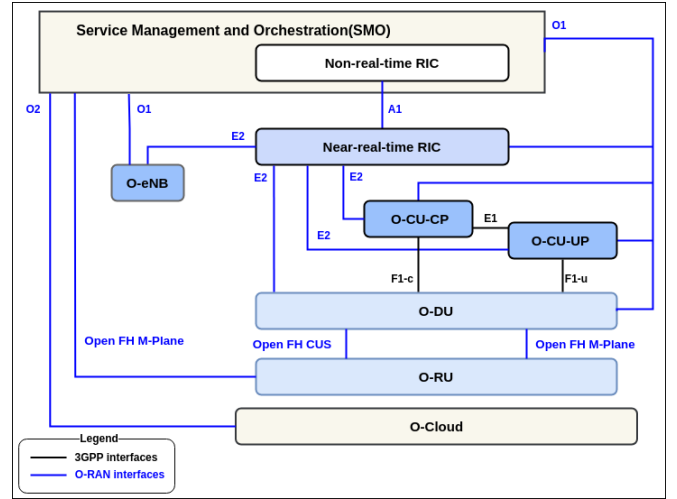 Service Management and Orchestration(SMO)
O1
Non-real-time RIC
O2
O1
A1
E2
Near-real-time RIC
E2
E2
O-eNB
O-CU-CP
E1
E2
O-CU-UP
F1-c
F1-u
O-DU
Open FH M-Plane
Open FH CUS
Open FH M-Plane
O-RU
O-Cloud
Legend
3GPP interfaces
O-RAN interfaces